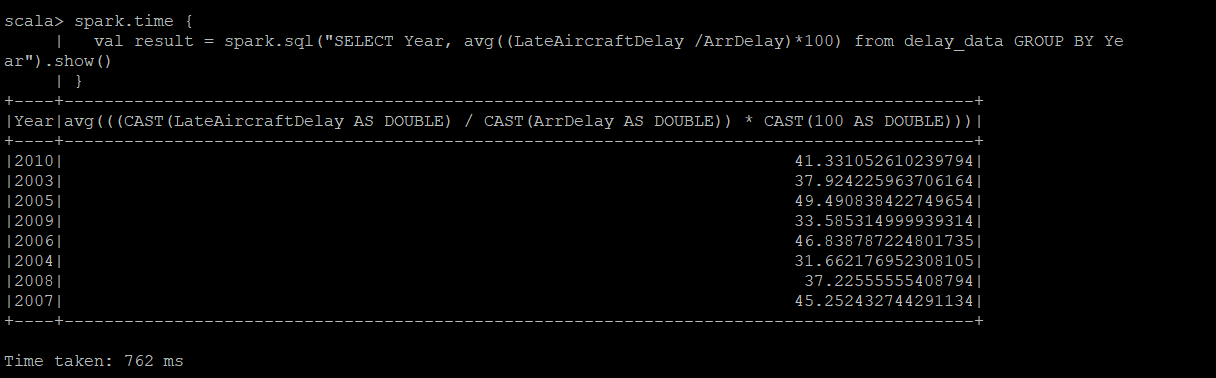 scala> spark.time {
     |   val result = spark.sql("SELECT Year, avg((LateAircraftDelay /ArrDelay)*100) from delay_data GROUP BY Ye
ar").show()
     | }
+----+-------------------------------------------------------------------------------------------+
|Year|avg(((CAST(LateAircraftDelay AS DOUBLE) / CAST(ArrDelay AS DOUBLE)) * CAST(100 AS DOUBLE)))|
+----+-------------------------------------------------------------------------------------------+
|2010|                                                                         41.331052610239794|
|2003|                                                                         37.924225963706164|
|2005|                                                                         49.490838422749654|
|2009|                                                                         33.585314999939314|
|2006|                                                                         46.838787224801735|
|2004|                                                                         31.662176952308105|
|2008|                                                                          37.22555555408794|
|2007|                                                                         45.252432744291134|
+----+-------------------------------------------------------------------------------------------+
Time taken: 762 ms